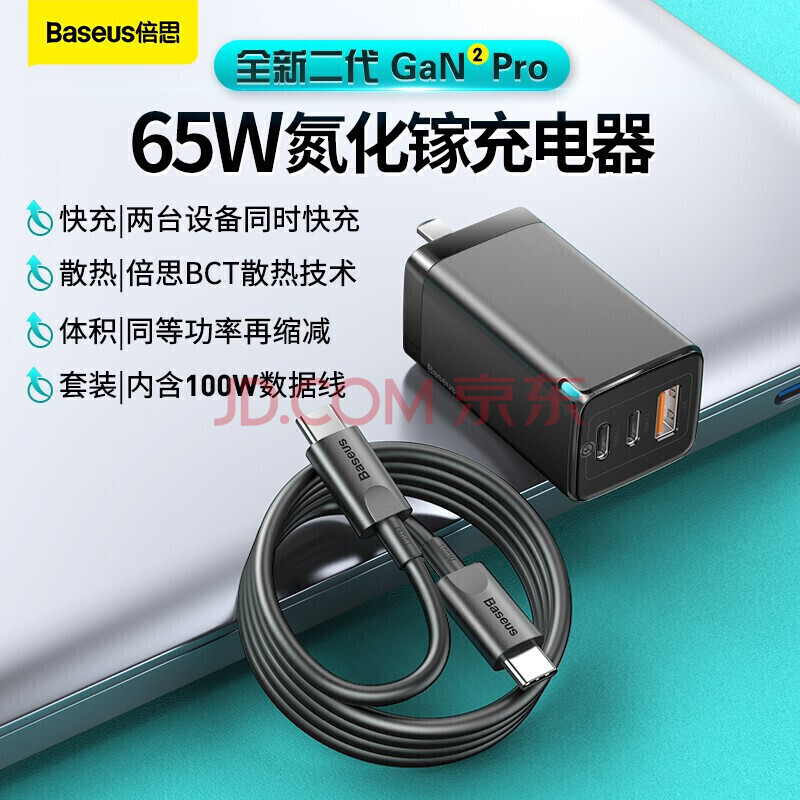 Baseus倍思
全新二代 GaN② Pro
65W氮化镓充电器
快充|两台设备同时快充
散热|倍思BCT散热技术
体积|同等功率再缩减
套装|内含100W数据线
JD.COM 京东
Baseus
Baseus
Baseus